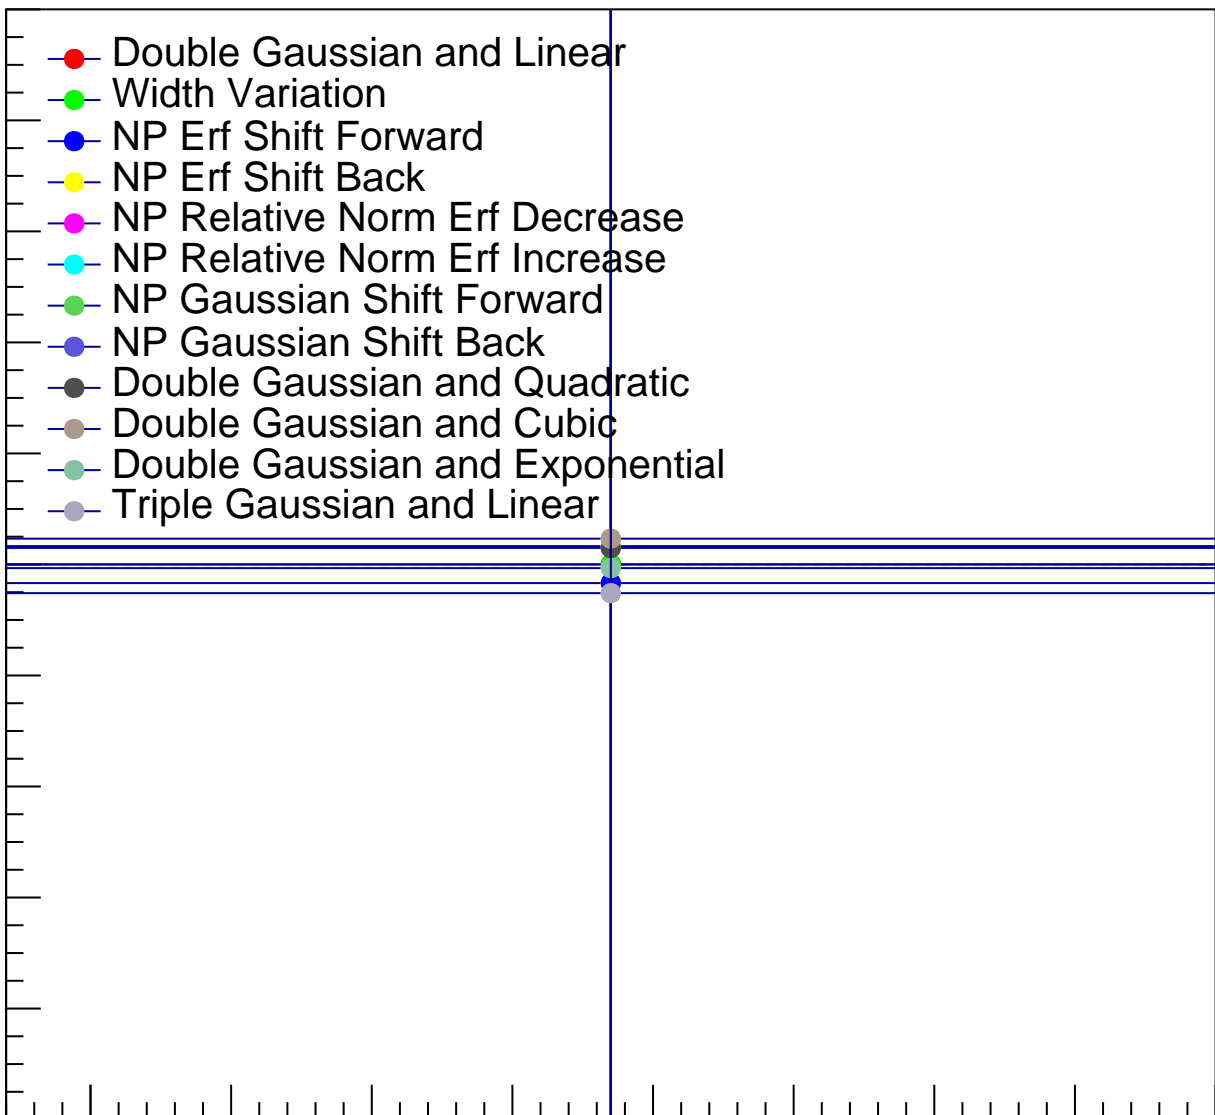 Double Gaussian and Linear
Width Variation
NP Erf Shift Forward
NP Erf Shift Back
NP Relative Norm Erf Decrease
NP Relative Norm Erf Increase
NP Gaussian Shift Forward
NP Gaussian Shift Back
Double Gaussian and Quadratic
Double Gaussian and Cubic
Double Gaussian and Exponential
Triple Gaussian and Linear